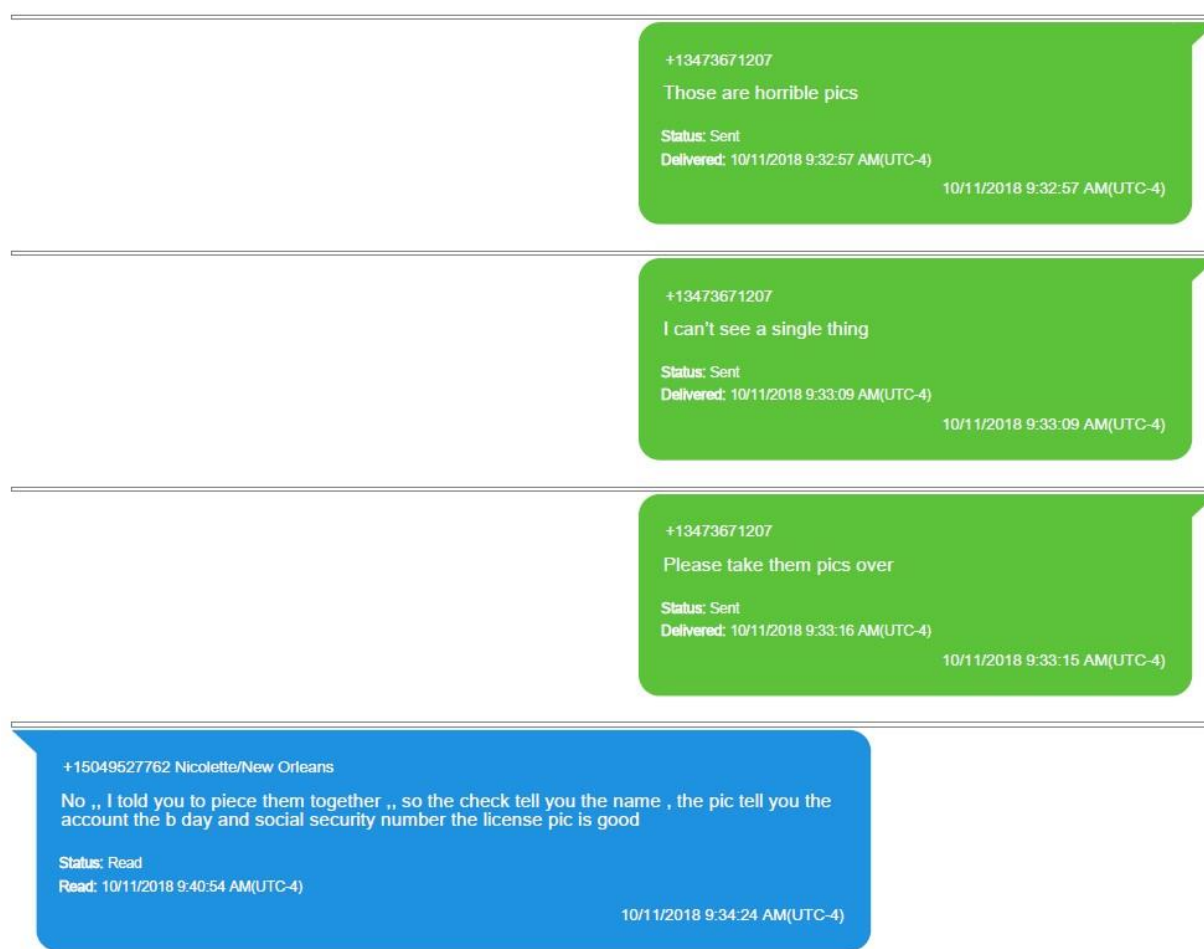 +13473671207
Those are horrible pics
Status: Sent
Delivered: 10/11/2018 9:32:57 AM(UTC-4)
10/11/2018 9:32:57 AM(UTC-4)
+13473671207
I can't see a single thing
Status: Sent
Delivered: 10/11/2018 9:33:09 AM(UTC-4)
10/11/2018 9:33:09 AM(UTC-4)
+13473671207
Please take them pics over
Status: Sent
Delivered: 10/11/2018 9:33:16 AM(UTC-4)
10/11/2018 9:33:15 AM(UTC-4)
+15049527762 Nicolette/New Orleans
No ,, I told you to piece them together ,, so the check tell you the name , the pic tell you the
account the b day and social security number the license pic is good
Status: Read
Read: 10/11/2018 9:40:54 AM(UTC-4)
10/11/2018 9:34:24 AM(UTC-4)